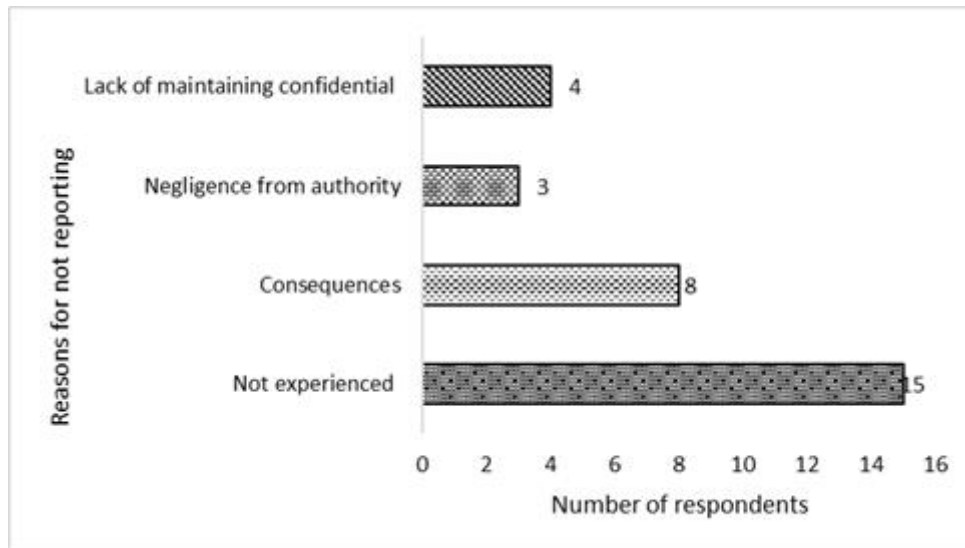 Reasons for not reporting
Lack of maintaining confidential
4
Negligence from authority
3
Consequences
8
Not experienced
15
0 2 4 6 8 10 12 14 16
Number of respondents